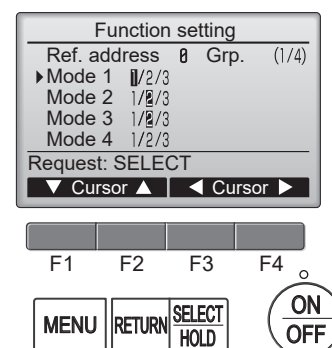 Function setting
Ref. address 0 Grp. (1/4)
Mode 1 1/2/3
Mode 2 1/2/3
Mode 3 1/2/3
Mode 4 1/2/3
Request: SELECT
▼ Cursor ▲ ◀ Cursor ▶
F1 F2 F3 F4
MENU RETURN SELECT HOLD ON OFF